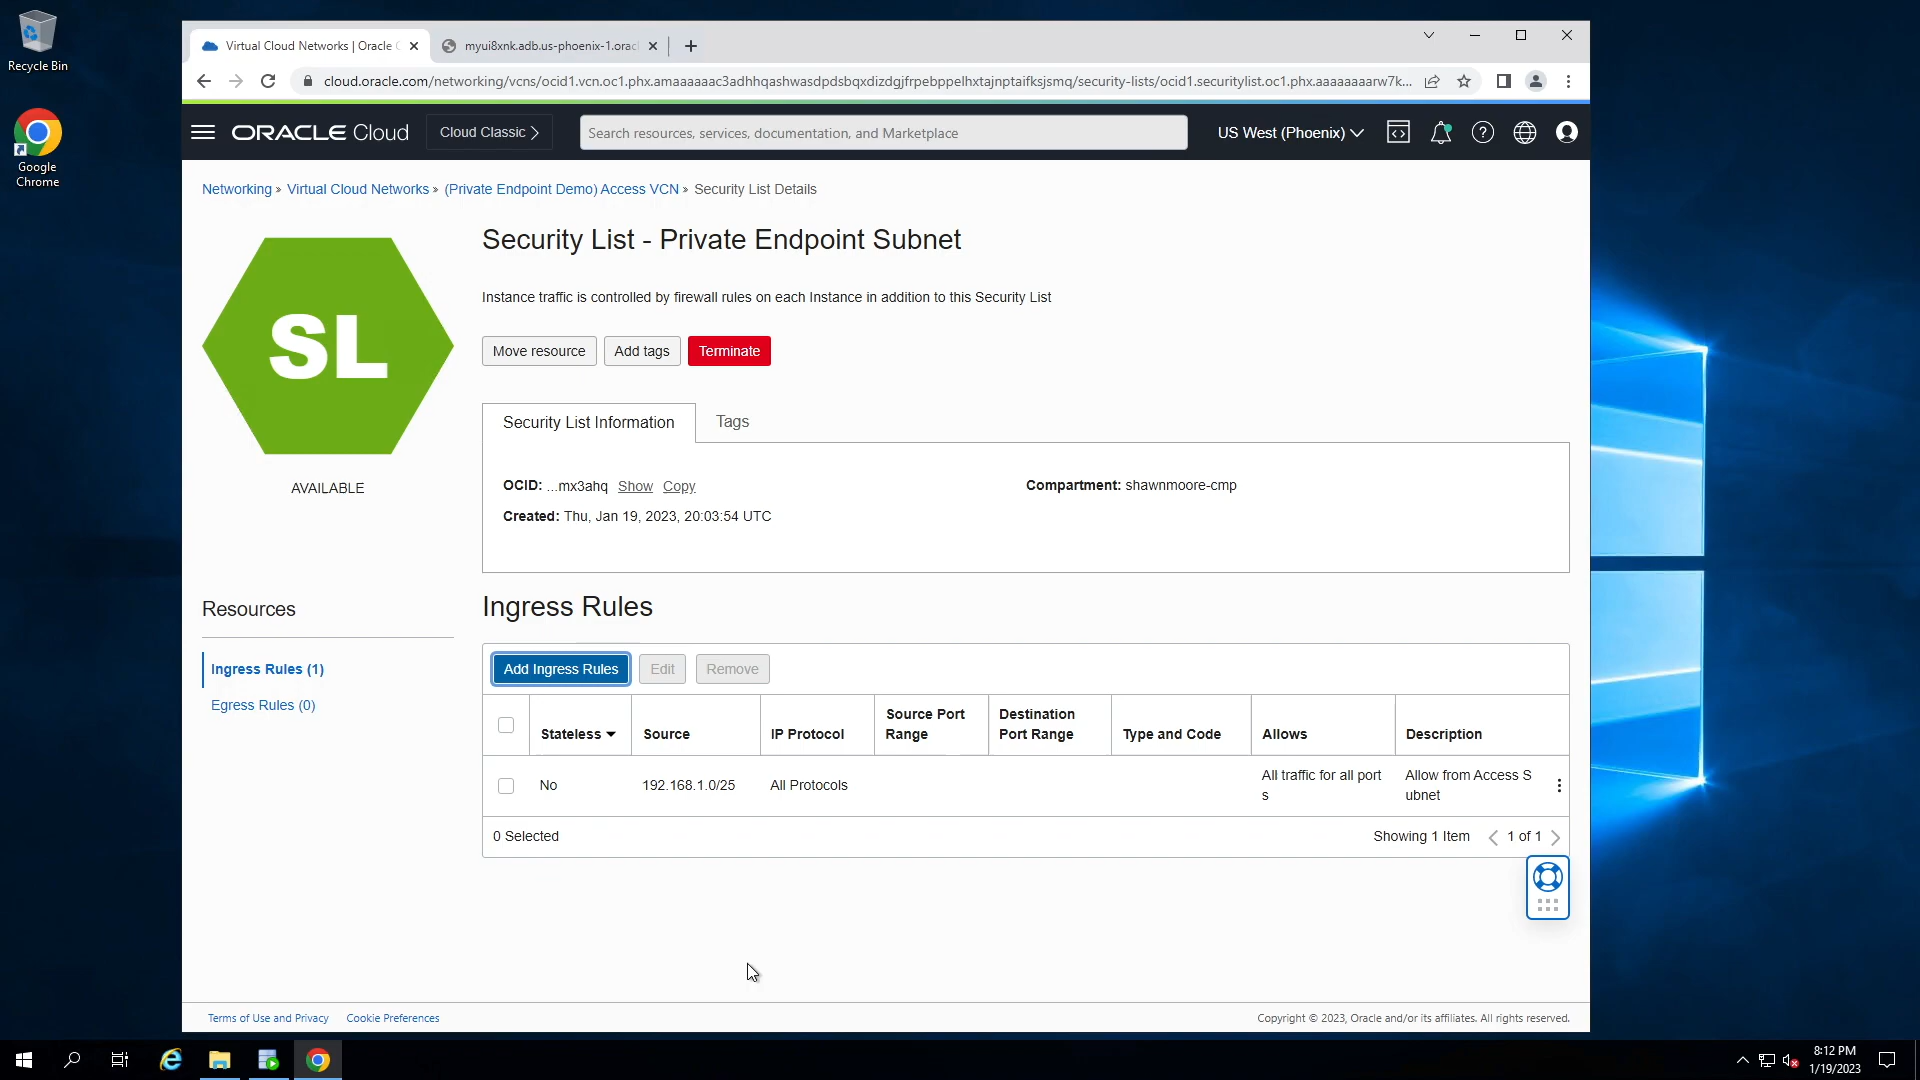 Recycle Bin
Google
Chrome
Virtual Cloud Networks | Oracle C
myui8xnk.adb.us-phoenix-1.orac
cloud.oracle.com/networking/vcns/ocid1.vcn.oc1.phx.amaaaaaac3adhhqashwasdpdsbqxdizdgjfrpebppelhxtajnptaifksjsmq/security-lists/ocid1.securitylist.oc1.phx.aaaaaaaarw7k...
ORACLE Cloud
Cloud Classic
Search resources, services, documentation, and Marketplace
US West (Phoenix)
Networking » Virtual Cloud Networks » (Private Endpoint Demo) Access VCN » Security List Details
SL
AVAILABLE
Security List - Private Endpoint Subnet
Instance traffic is controlled by firewall rules on each Instance in addition to this Security List
Move resource
Add tags
Terminate
Security List Information
Tags
OCID: ...mx3ahq Show Copy
Compartment: shawnmoore-cmp
Created: Thu, Jan 19, 2023, 20:03:54 UTC
Resources
Ingress Rules (1)
Egress Rules (0)
Ingress Rules
Add Ingress Rules
Edit
Remove
Stateless
Source
IP Protocol
Source Port
Range
Destination
Port Range
Type and Code
Allows
Description
No
192.168.1.0/25
All Protocols
All traffic for all port
s
Allow from Access S
ubnet
0 Selected
Showing 1 Item
1 of 1
Terms of Use and Privacy
Cookie Preferences
Copyright © 2023, Oracle and/or its affiliates. All rights reserved.
8:12 PM
1/19/2023